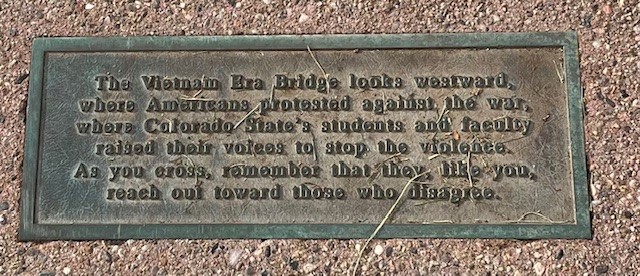 The Vietnam Era Bridge looks westward,
where Americans protested against the war,
where Colorado State's students and faculty
raised their voices to stop the violence.
As you cross, remember that they, like you,
reach out toward those who disagree.